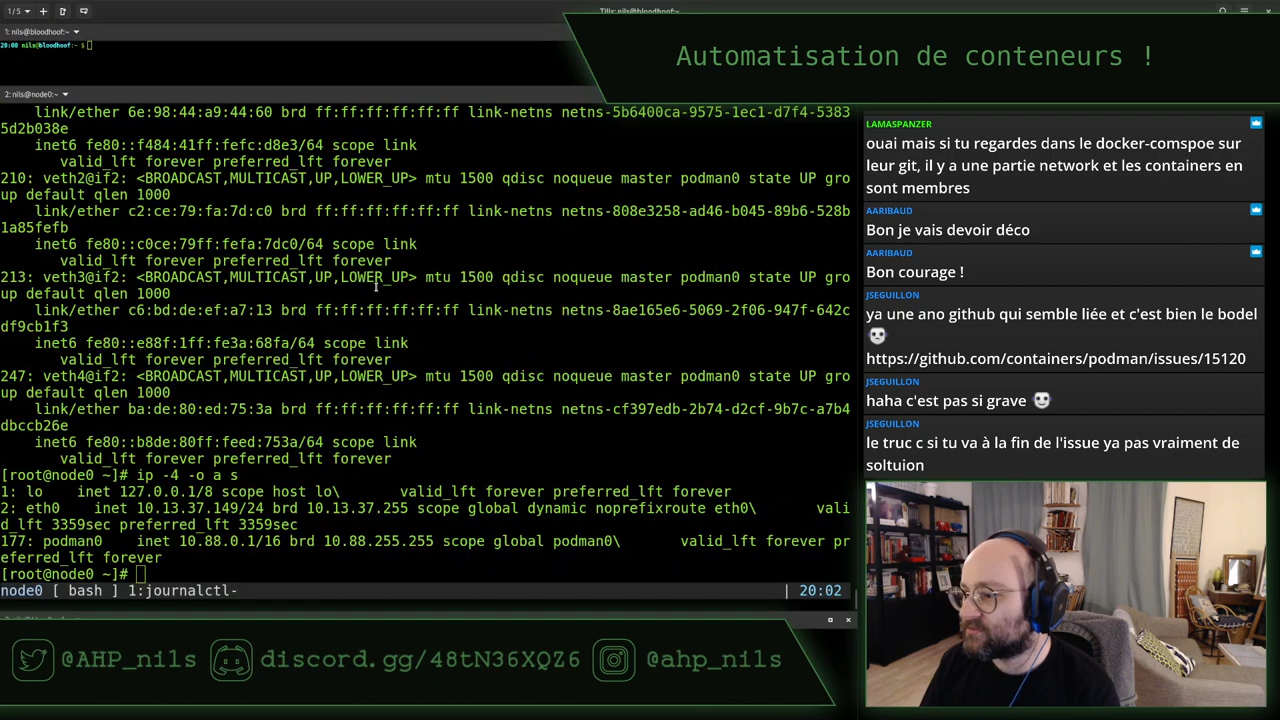 1/5
Tilix: nils@bloodhoof:~
1: nils@bloodhoof:~
20:00 nils@bloodhoof:~ $
Automatisation de conteneurs !
2: nils@node0:~
link/ether 6e:98:44:a9:44:60 brd ff:ff:ff:ff:ff:ff link-netns netns-5b6400ca-9575-1ec1-d7f4-5383
5d2b038e
inet6 fe80::f484:41ff:fefc:d8e3/64 scope link
valid_lft forever preferred_lft forever
210: veth2@if2: <BROADCAST,MULTICAST,UP,LOWER_UP> mtu 1500 qdisc noqueue master podman0 state UP gro
up default qlen 1000
link/ether c2:ce:79:fa:7d:c0 brd ff:ff:ff:ff:ff:ff link-netns netns-808e3258-ad46-b045-89b6-528b
1a85fefb
inet6 fe80::c0ce:79ff:fefa:7dc0/64 scope link
valid_lft forever preferred_lft forever
213: veth3@if2: <BROADCAST,MULTICAST,UP,LOWER_UP> mtu 1500 qdisc noqueue master podman0 state UP gro
up default qlen 1000
link/ether c6:bd:de:ef:a7:13 brd ff:ff:ff:ff:ff:ff link-netns netns-8ae165e6-5069-2f06-947f-642c
df9cb1f3
inet6 fe80::e88f:1ff:fe3a:68fa/64 scope link
valid_lft forever preferred_lft forever
247: veth4@if2: <BROADCAST,MULTICAST,UP,LOWER_UP> mtu 1500 qdisc noqueue master podman0 state UP gro
up default qlen 1000
link/ether ba:de:80:ed:75:3a brd ff:ff:ff:ff:ff:ff link-netns netns-cf397edb-2b74-d2cf-9b7c-a7b4
dbccb26e
inet6 fe80::b8de:80ff:feed:753a/64 scope link
valid_lft forever preferred_lft forever
[root@node0 ~]# ip -4 -o a s
1: lo    inet 127.0.0.1/8 scope host lo\       valid_lft forever preferred_lft forever
2: eth0    inet 10.13.37.149/24 brd 10.13.37.255 scope global dynamic noprefixroute eth0\       vali
d_lft 3359sec preferred_lft 3359sec
177: podman0    inet 10.88.0.1/16 brd 10.88.255.255 scope global podman0\       valid_lft forever pr
eferred_lft forever
[root@node0 ~]#
node0 [ bash ] 1:journalctl- | 20:02
LAMASPANZER
ouai mais si tu regardes dans le docker-comspoe sur
leur git, il y a une partie network et les containers en
sont membres
AARIBAUD
Bon je vais devoir déco
AARIBAUD
Bon courage !
JSEGUILLON
ya une ano github qui semble liée et c'est bien le bodel
https://github.com/containers/podman/issues/15120
JSEGUILLON
haha c'est pas si grave
JSEGUILLON
le truc c si tu va à la fin de l'issue ya pas vraiment de
soltuion
@AHP_nils
discord.gg/48tN36XQZ6
@ahp_nils